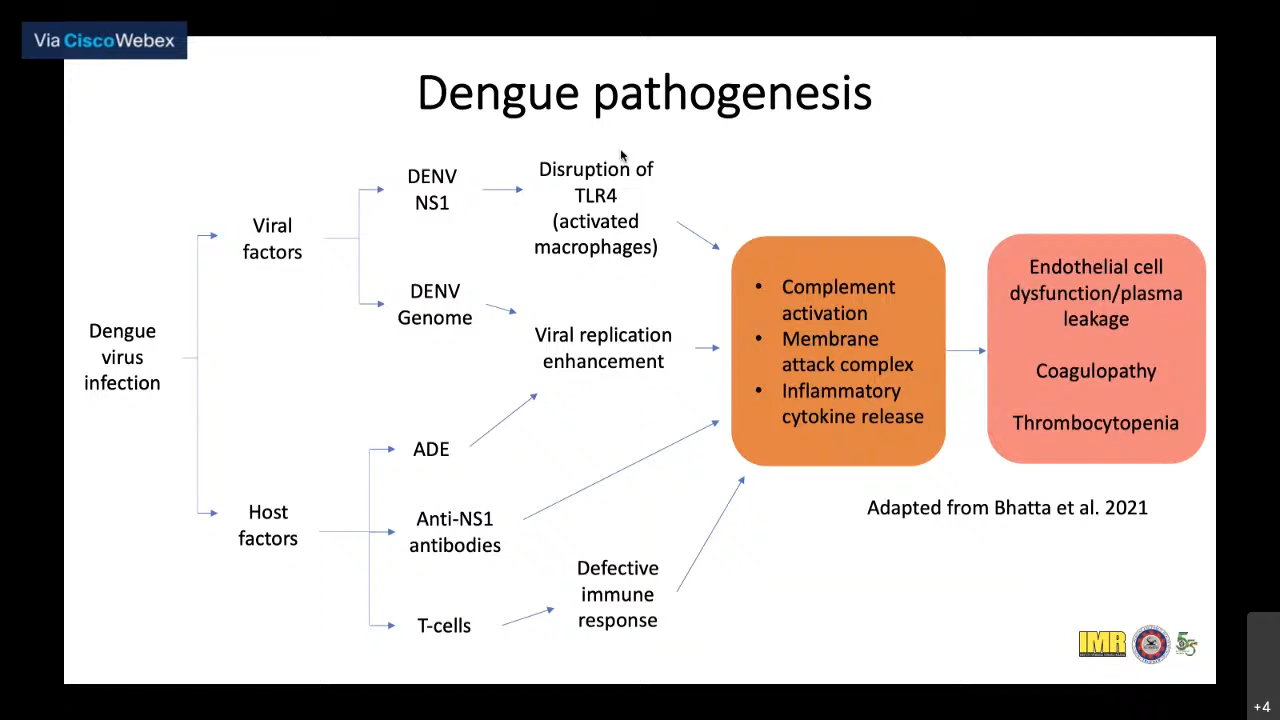 Via CiscoWebex
Dengue pathogenesis
DENV
NS1
Disruption of
TLR4
(activated
macrophages)
Viral
factors
DENV
Genome
Viral replication
enhancement
Dengue
virus
infection
ADE
Host
factors
Anti-NS1
antibodies
T-cells
Defective
immune
response
• Complement
activation
• Membrane
attack complex
• Inflammatory
cytokine release
Endothelial cell
dysfunction/plasma
leakage
Coagulopathy
Thrombocytopenia
Adapted from Bhatta et al. 2021
IMR
+4